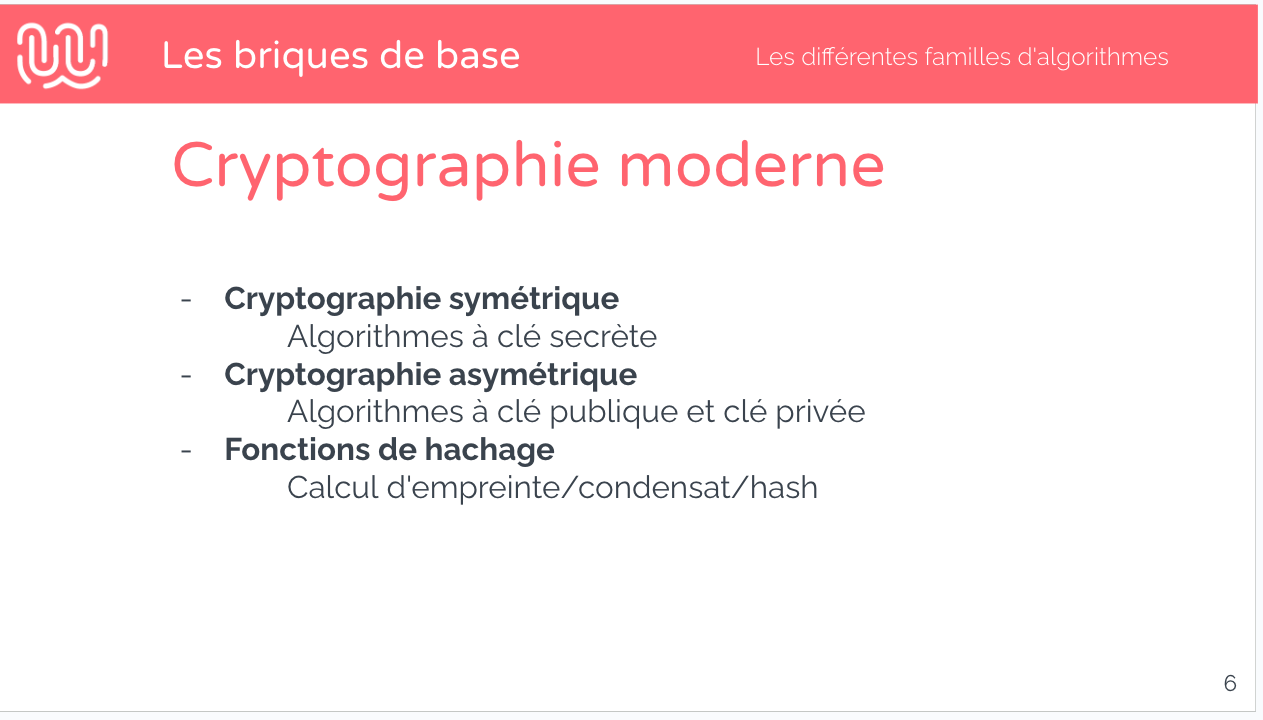 Les briques de base
Les différentes familles d'algorithmes
Cryptographie moderne
- Cryptographie symétrique
Algorithmes à clé secrète
- Cryptographie asymétrique
Algorithmes à clé publique et clé privée
- Fonctions de hachage
Calcul d'empreinte/condensat/hash
6